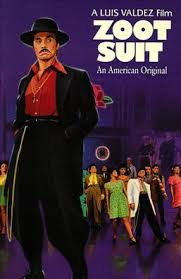 A LUIS VALDEZ Film
ZOOT
SUIT
An American Original